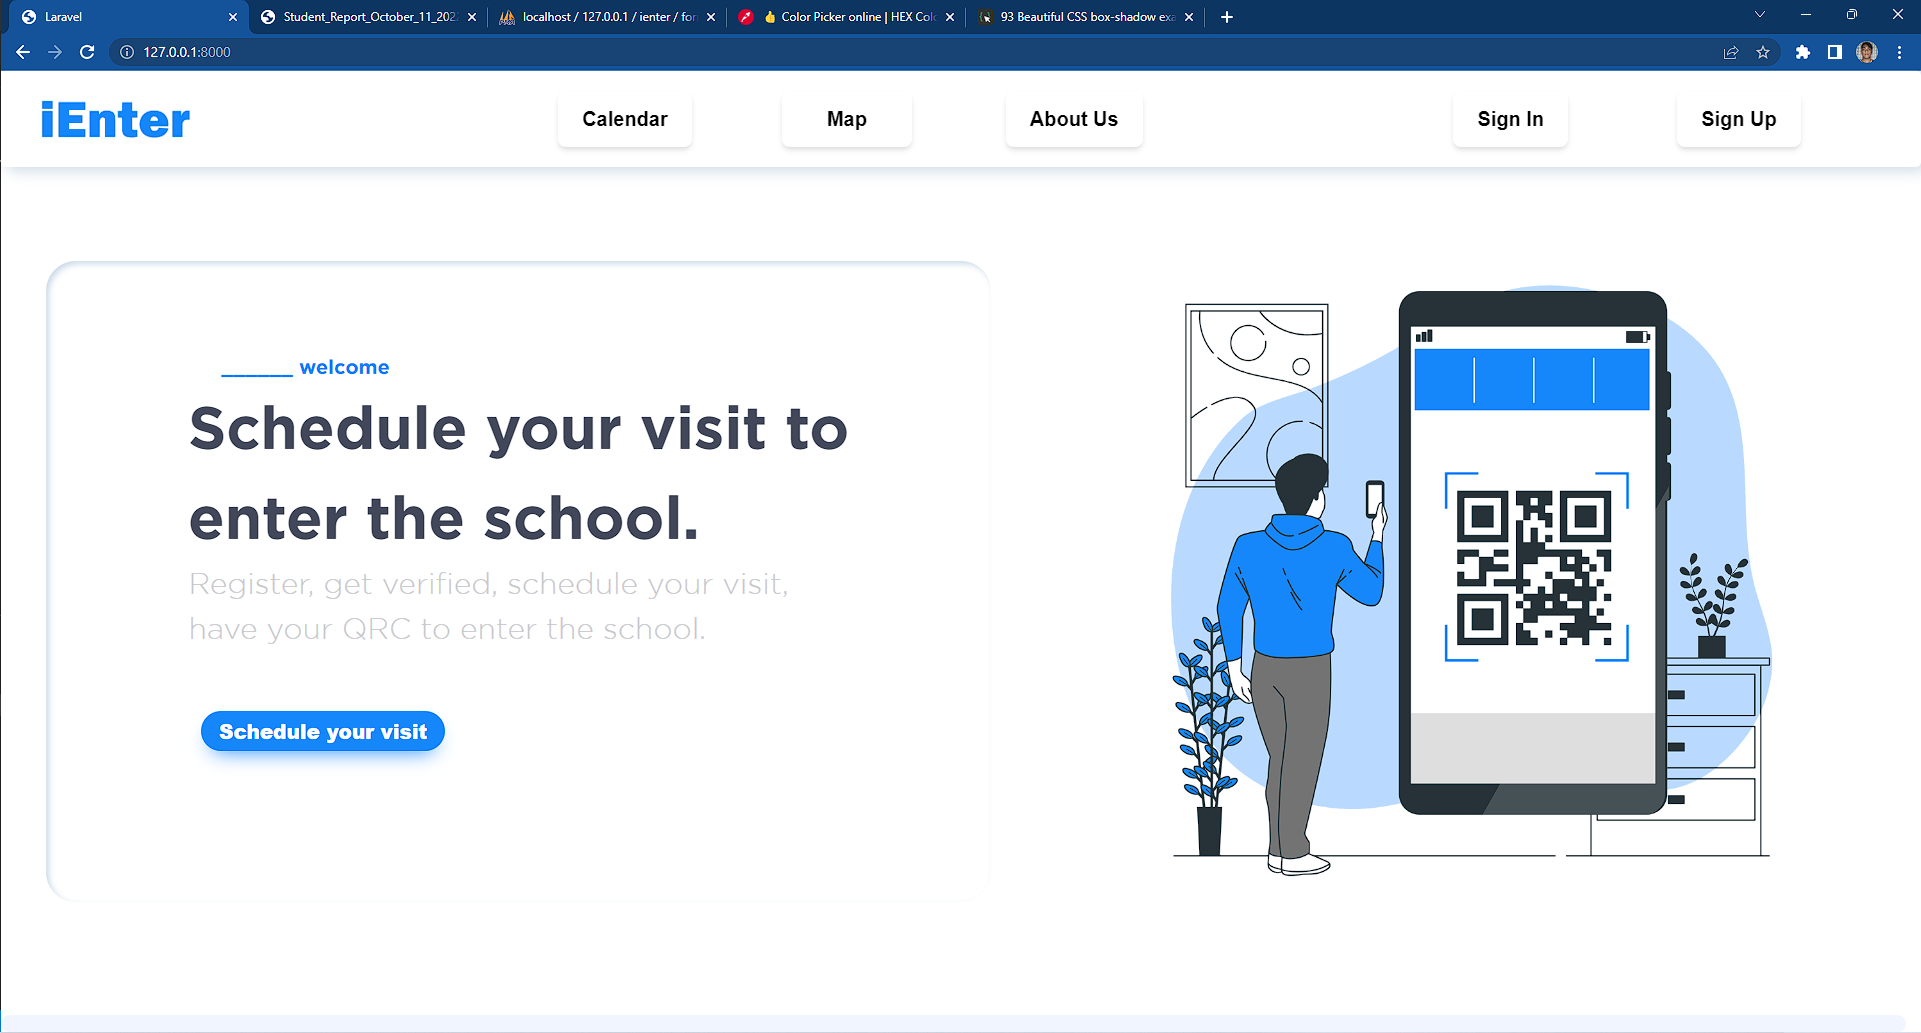 Laravel
Student_Report_October_11_202
localhost / 127.0.0.1 / ienter / for
Color Picker online | HEX Col
93 Beautiful CSS box-shadow exa
127.0.0.1:8000
iEnter
Calendar
Map
About Us
Sign In
Sign Up
______ welcome
Schedule your visit to
enter the school.
Register, get verified, schedule your visit,
have your QRC to enter the school.
Schedule your visit